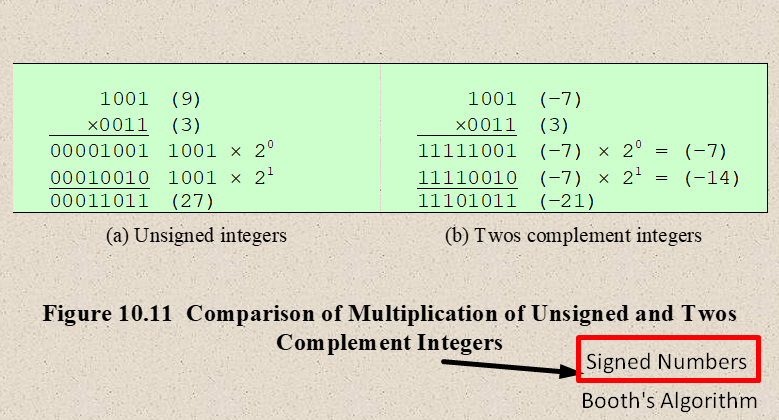 1001 (9)
×0011 (3)
00001001 1001 × 2⁰
00010010 1001 × 2¹
00011011 (27)
(a) Unsigned integers
1001 (−7)
×0011 (3)
11111001 (−7) × 2⁰ = (−7)
11110010 (−7) × 2¹ = (−14)
11101011 (−21)
(b) Twos complement integers
Figure 10.11 Comparison of Multiplication of Unsigned and Twos
Complement Integers
Signed Numbers
Booth's Algorithm